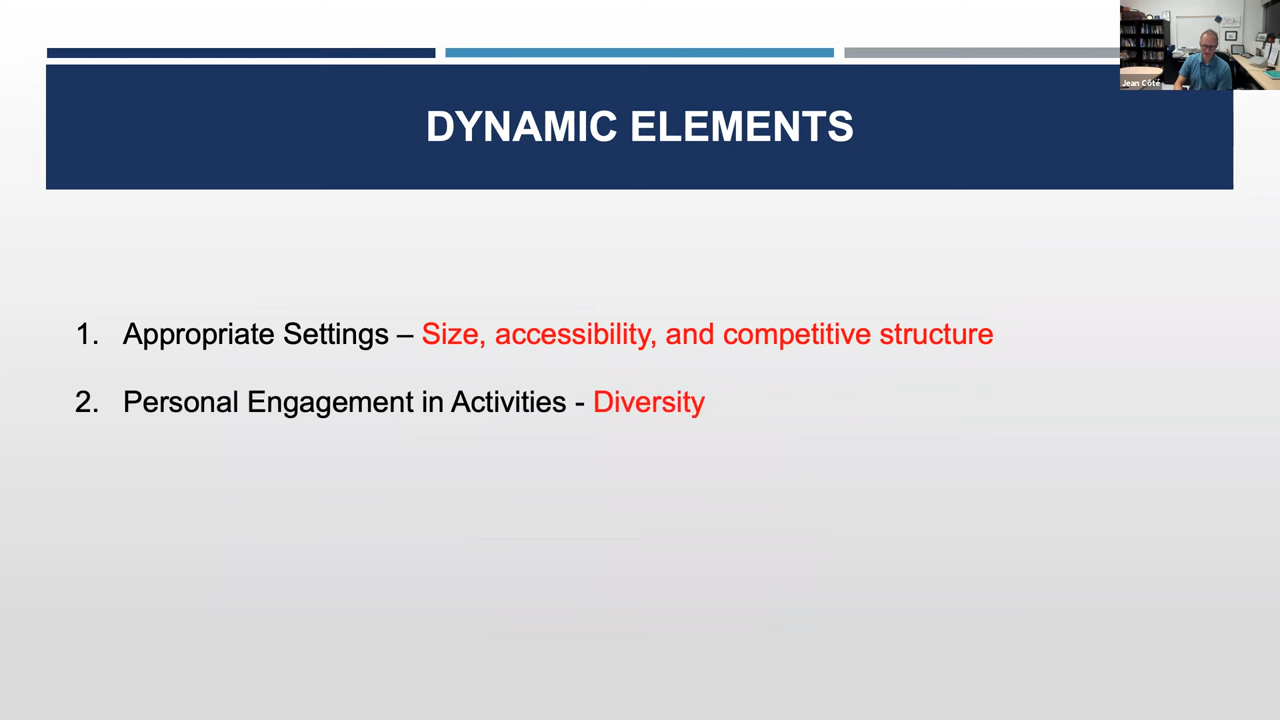 Jean Côté
DYNAMIC ELEMENTS
1. Appropriate Settings – Size, accessibility, and competitive structure
2. Personal Engagement in Activities - Diversity